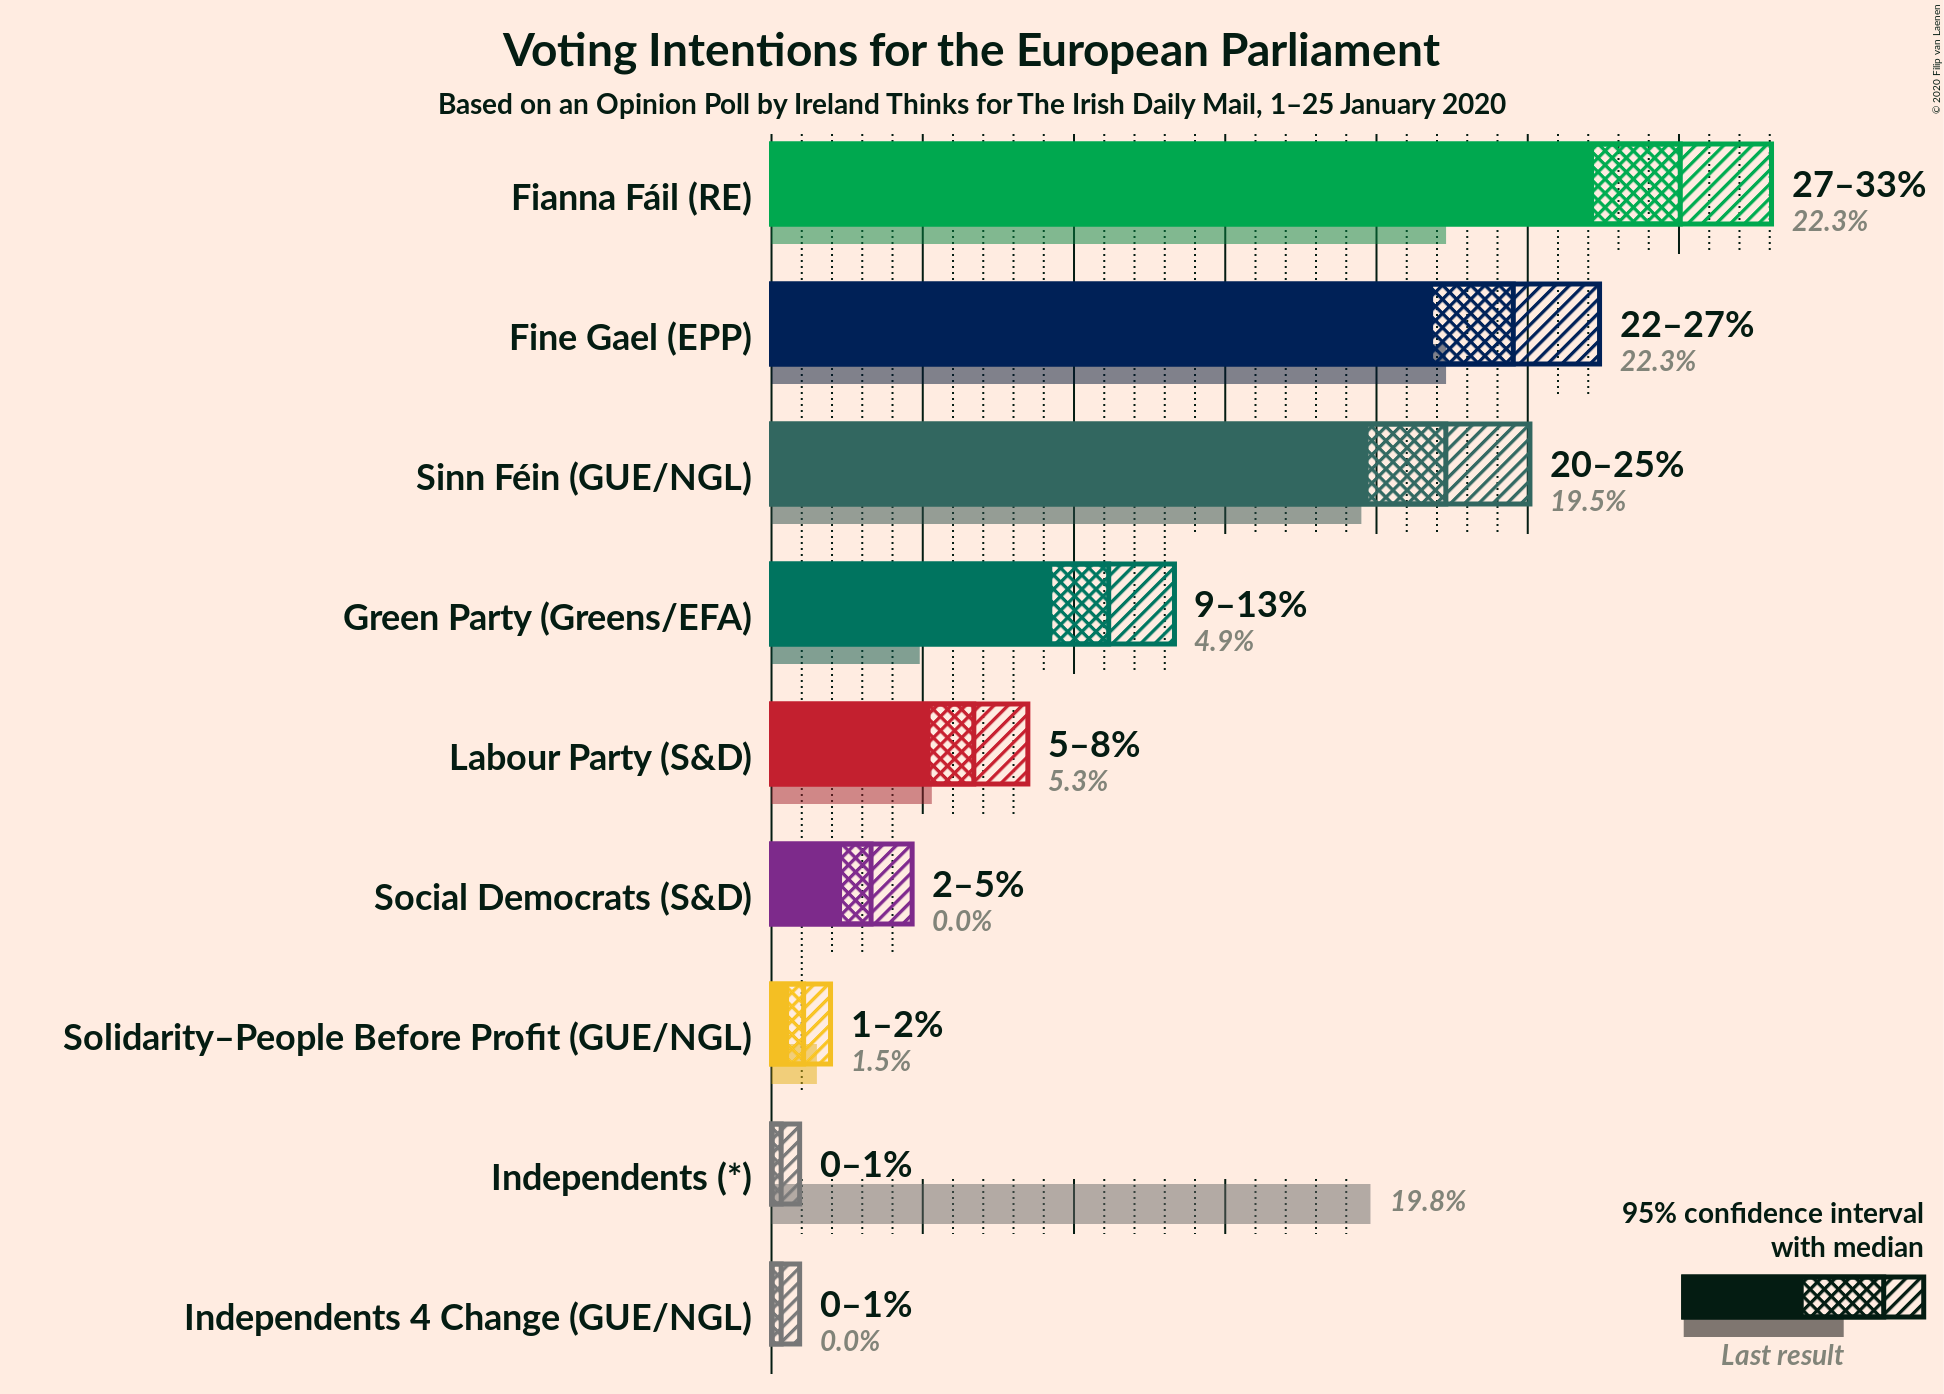 Voting Intentions for the European Parliament
Based on an Opinion Poll by Ireland Thinks for The Irish Daily Mail, 1–25 January 2020
© 2020 Filip van Laenen
Fianna Fáil (RE)
27–33%
22.3%
Fine Gael (EPP)
22–27%
22.3%
Sinn Féin (GUE/NGL)
20–25%
19.5%
Green Party (Greens/EFA)
9–13%
4.9%
Labour Party (S&D)
5–8%
5.3%
Social Democrats (S&D)
2–5%
0.0%
Solidarity–People Before Profit (GUE/NGL)
1–2%
1.5%
Independents (*)
0–1%
19.8%
Independents 4 Change (GUE/NGL)
0–1%
0.0%
95% confidence interval
with median
Last result